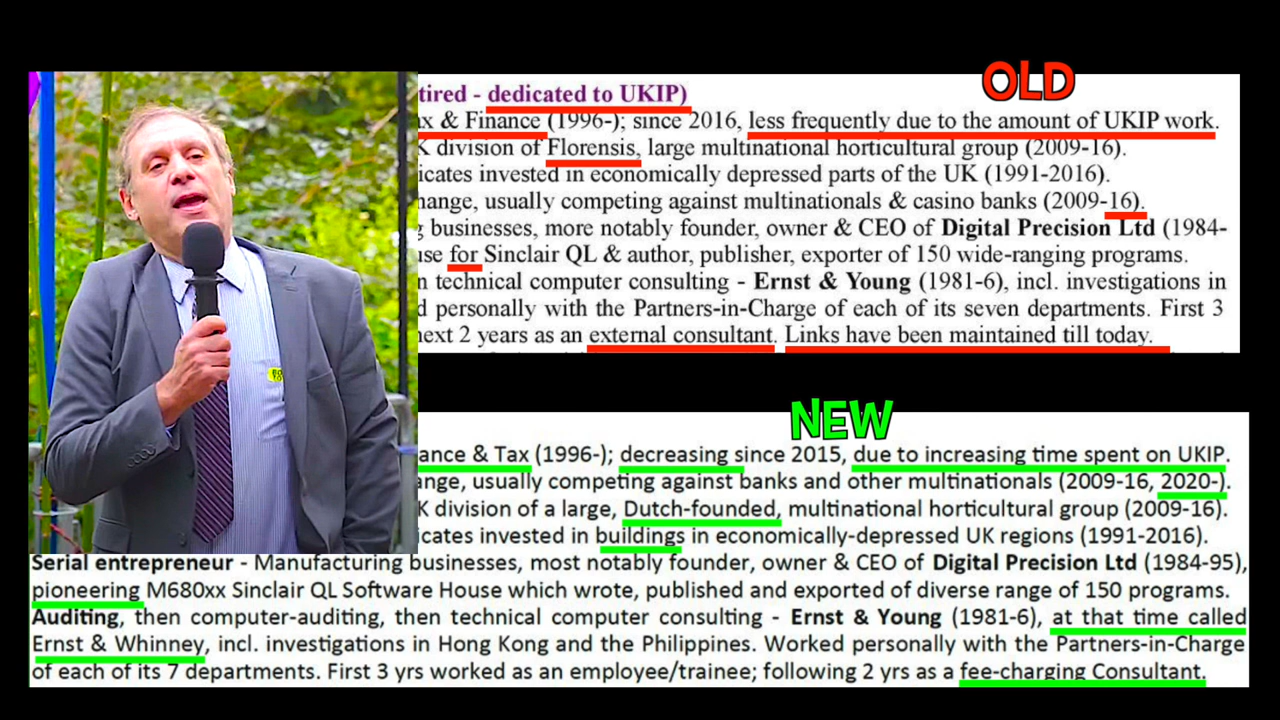 OLD
tired - dedicated to UKIP)
x & Finance (1996-); since 2016, less frequently due to the amount of UKIP work.
K division of Florensis, large multinational horticultural group (2009-16).
icates invested in economically depressed parts of the UK (1991-2016).
hange, usually competing against multinationals & casino banks (2009-16).
g businesses, more notably founder, owner & CEO of Digital Precision Ltd (1984-
use for Sinclair QL & author, publisher, exporter of 150 wide-ranging programs.
n technical computer consulting - Ernst & Young (1981-6), incl. investigations in
d personally with the Partners-in-Charge of each of its seven departments. First 3
next 2 years as an external consultant. Links have been maintained till today.
NEW
ance & Tax (1996-); decreasing since 2015, due to increasing time spent on UKIP.
ange, usually competing against banks and other multinationals (2009-16, 2020-).
K division of a large, Dutch-founded, multinational horticultural group (2009-16).
icates invested in buildings in economically-depressed UK regions (1991-2016).
Serial entrepreneur - Manufacturing businesses, most notably founder, owner & CEO of Digital Precision Ltd (1984-95),
pioneering M680xx Sinclair QL Software House which wrote, published and exported of diverse range of 150 programs.
Auditing, then computer-auditing, then technical computer consulting - Ernst & Young (1981-6), at that time called
Ernst & Whinney, incl. investigations in Hong Kong and the Philippines. Worked personally with the Partners-in-Charge
of each of its 7 departments. First 3 yrs worked as an employee/trainee; following 2 yrs as a fee-charging Consultant.